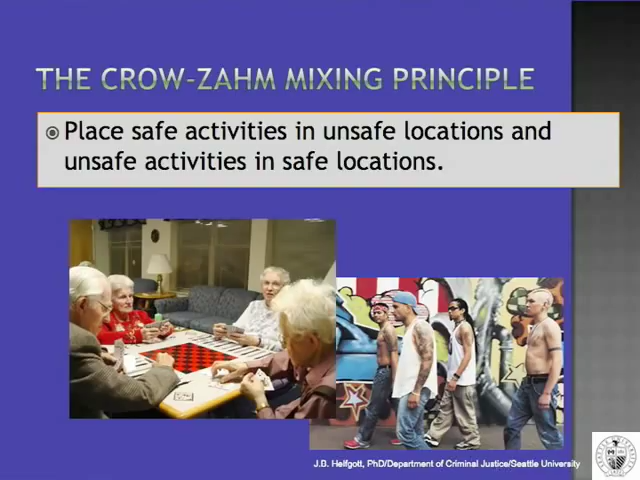 THE CROW-ZAHM MIXING PRINCIPLE
Place safe activities in unsafe locations and
unsafe activities in safe locations.
J.B. Helfgott, PhD/Department of Criminal Justice/Seattle University